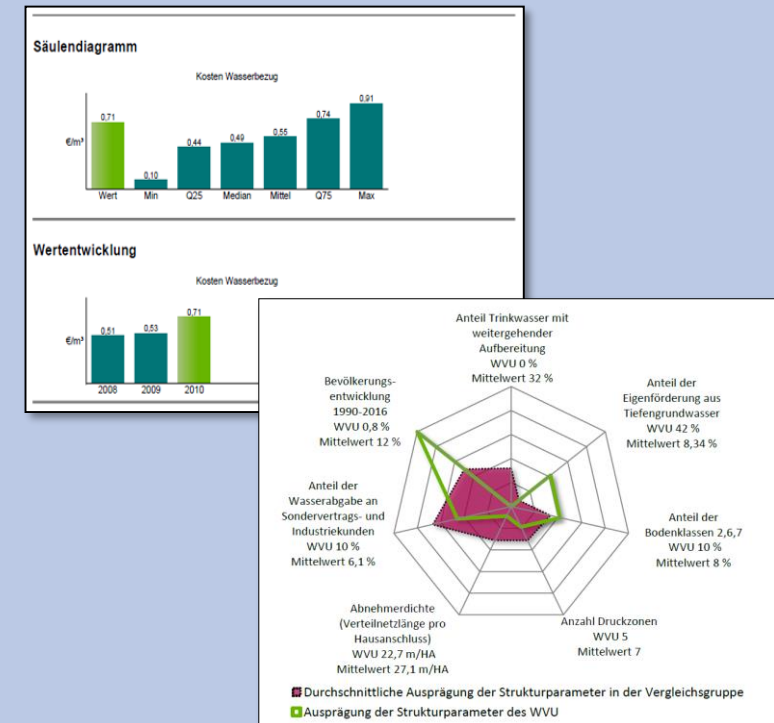 Säulendiagramm
Kosten Wasserbezug
€/m³
0,71
0,10
0,44
0,49
0,55
0,74
0,91
Wert
Min
Q25
Median
Mittel
Q75
Max
Wertentwicklung
Kosten Wasserbezug
€/m³
0,51
0,53
0,71
2008
2009
2010
Anteil Trinkwasser mit
weitergehender
Aufbereitung
WVU 0 %
Mittelwert 32 %
Anteil der
Eigenförderung aus
Tiefengrundwasser
WVU 42 %
Mittelwert 8,34 %
Anteil der
Bodenklassen 2,6,7
WVU 10 %
Mittelwert 8 %
Anzahl Druckzonen
WVU 5
Mittelwert 7
Abnehmerdichte
(Verteilnetzlänge pro
Hausanschluss)
WVU 22,7 m/HA
Mittelwert 27,1 m/HA
Anteil der
Wasserabgabe an
Sondervertrags- und
Industriekunden
WVU 10 %
Mittelwert 6,1 %
Bevölkerungs-
entwicklung
1990-2016
WVU 0,8 %
Mittelwert 12 %
Durchschnittliche Ausprägung der Strukturparameter in der Vergleichsgruppe
Ausprägung der Strukturparameter des WVU